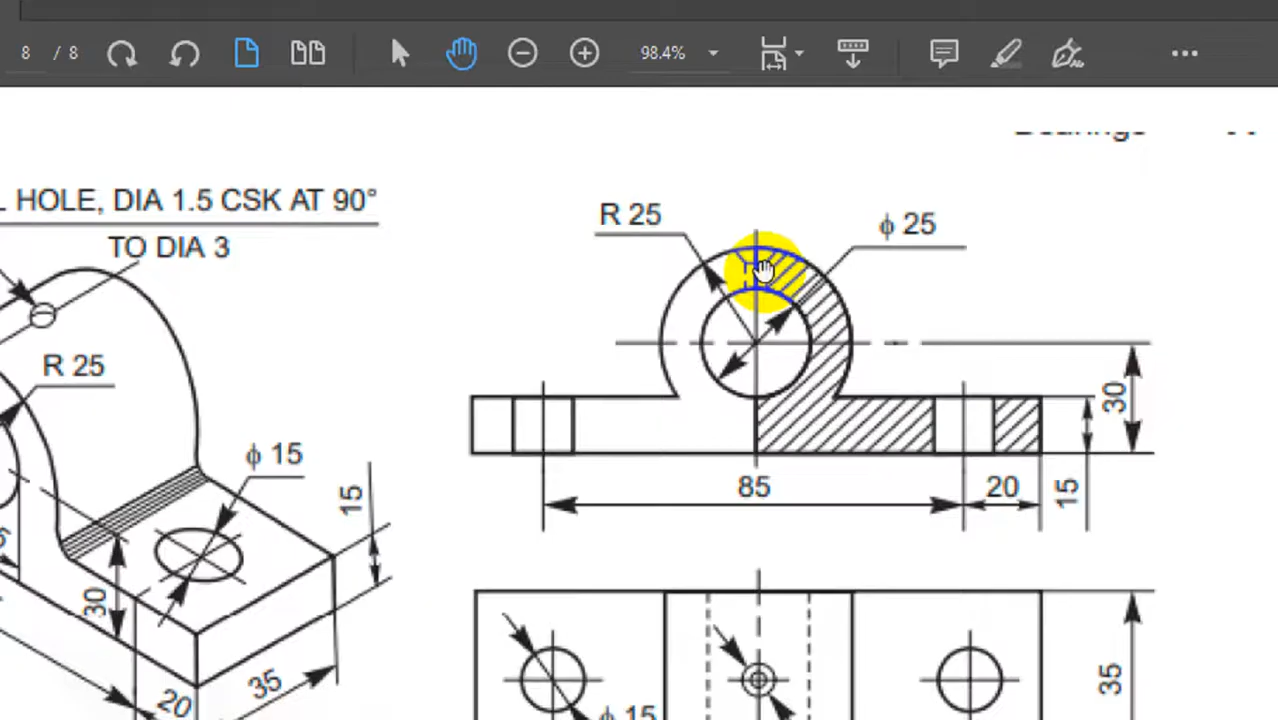 8 / 8
98.4%
Bearings
L HOLE, DIA 1.5 CSK AT 90°
TO DIA 3
R 25
ϕ 15
15
30
20
35
R 25
ϕ 25
30
15
85
20
35
ϕ 15